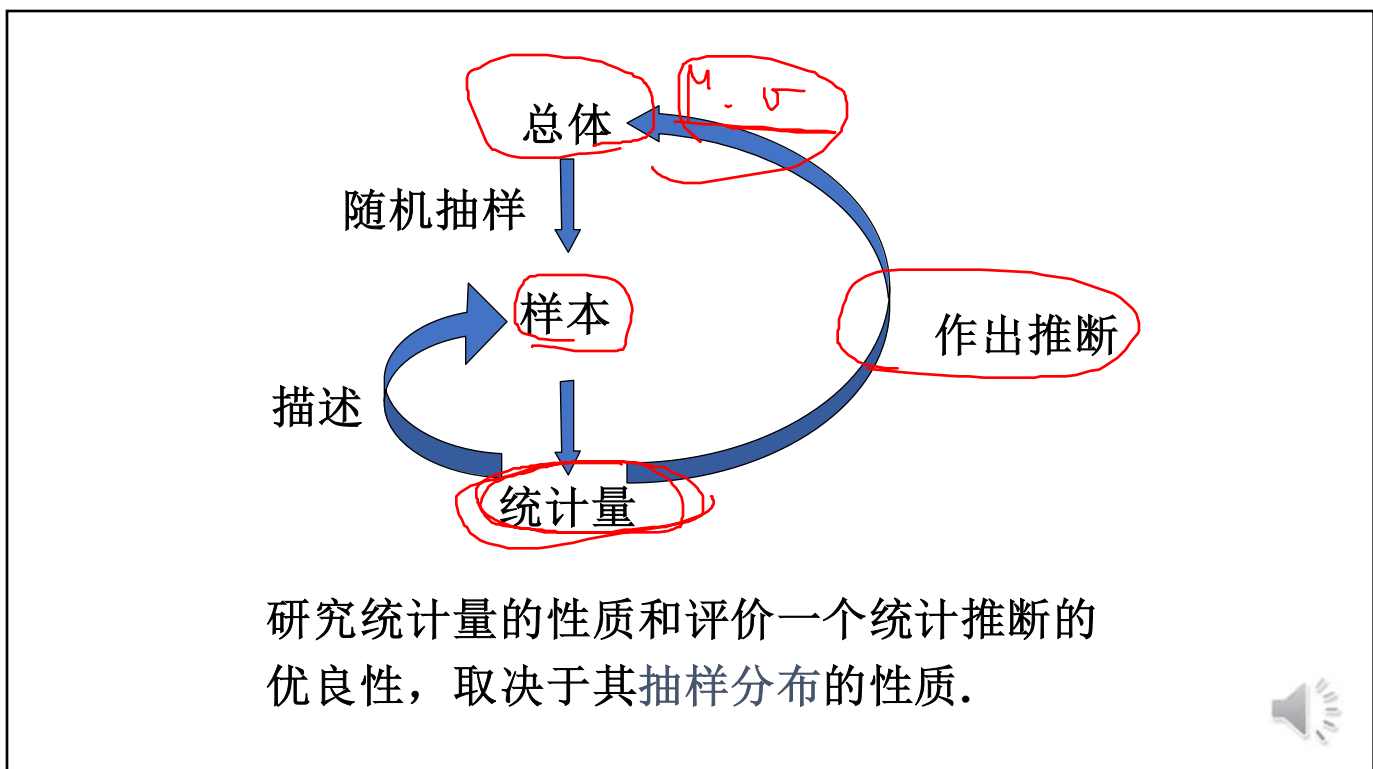 总体
μ. σ
随机抽样
样本
作出推断
描述
统计量
研究统计量的性质和评价一个统计推断的
优良性，取决于其抽样分布的性质.